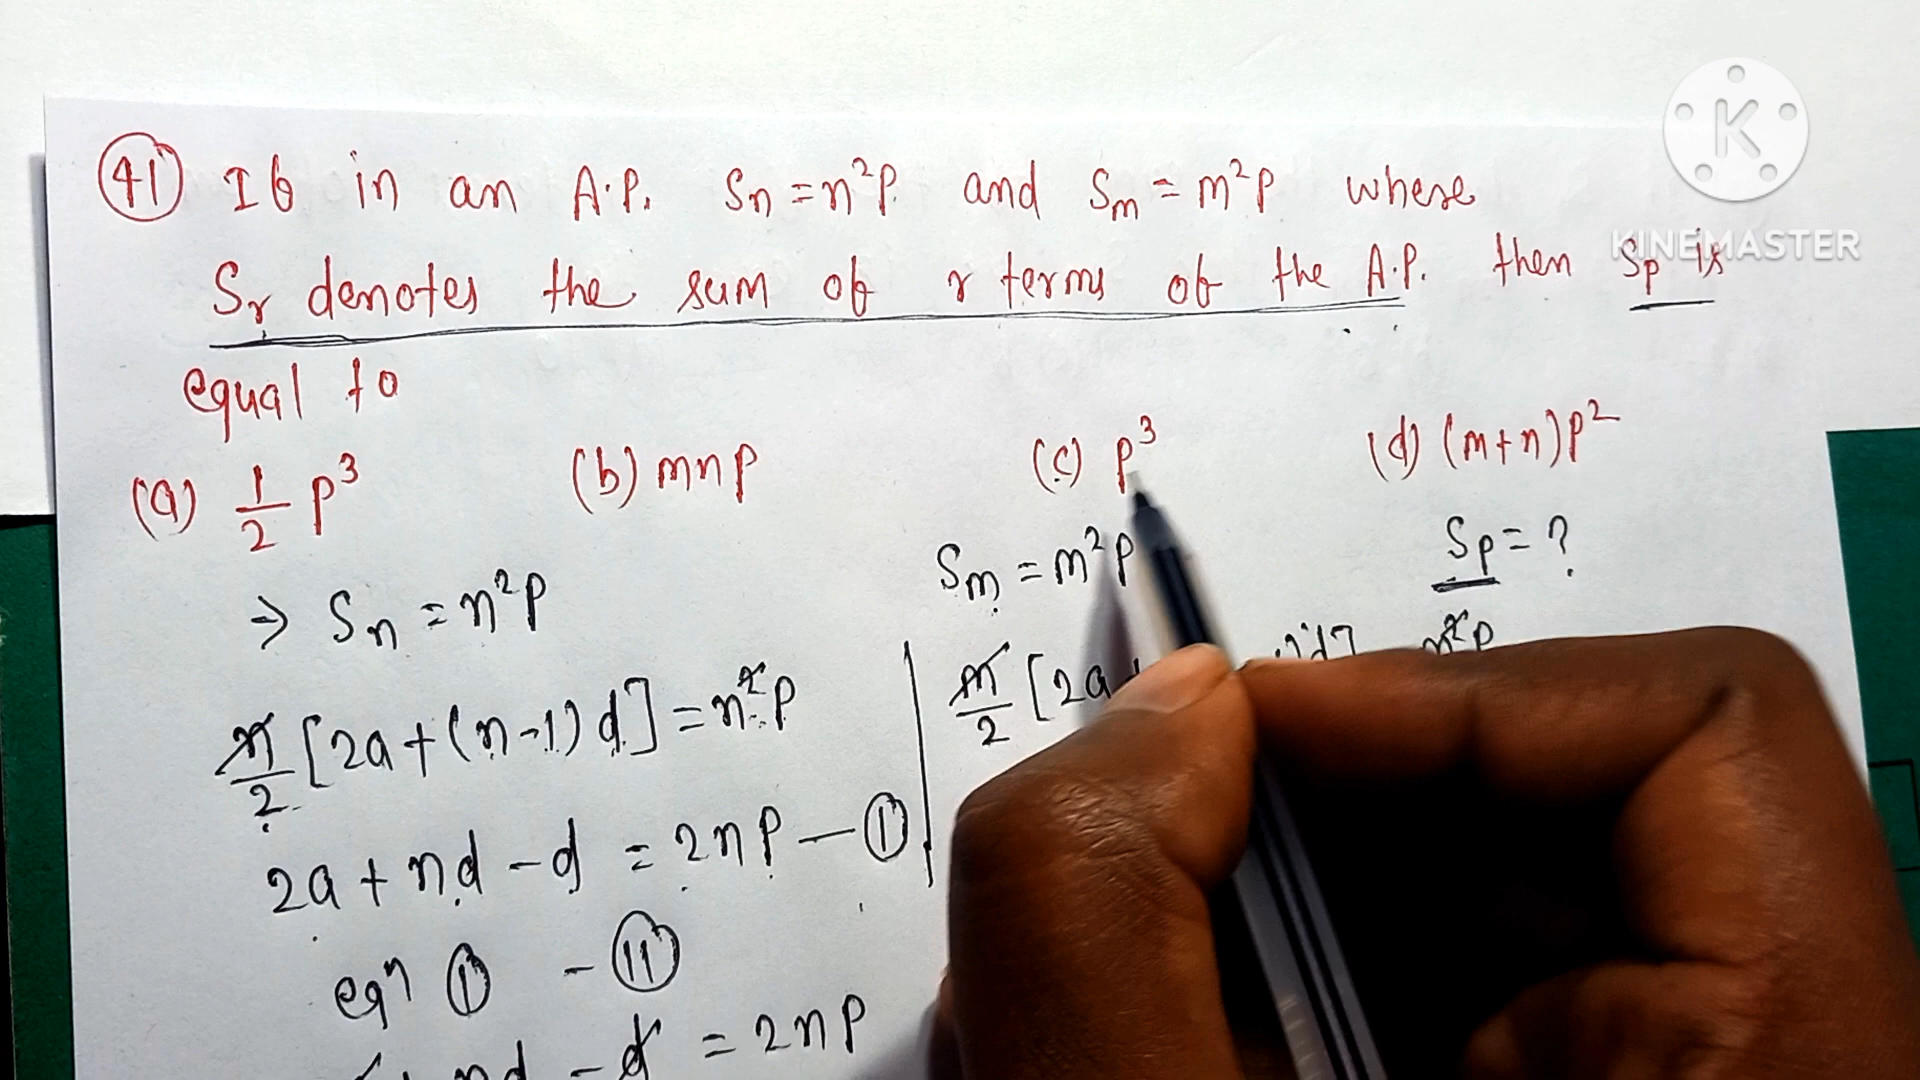 41 If in an A.P. Sn = n²p and Sm = m²p where
Sr denotes the sum of r terms of the A.P. then Sp is
equal to
(a) 1/2 p³ (b) mnp (c) p³ (d) (m+n)p²
Sp = ?
→ Sn = n²p
Sm = m²p
n/2 [2a+(n-1)d] = n²p
m/2 [2a
m²p
2a + nd - d = 2np — ①
eqⁿ ① - ⑪
nd - d = 2np
K
KINEMASTER